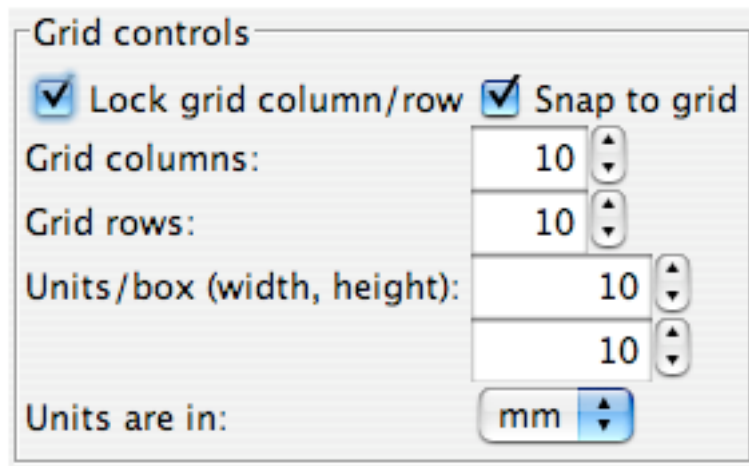 Grid controls
Lock grid column/row Snap to grid
Grid columns: 10
Grid rows: 10
Units/box (width, height): 10
10
Units are in: mm